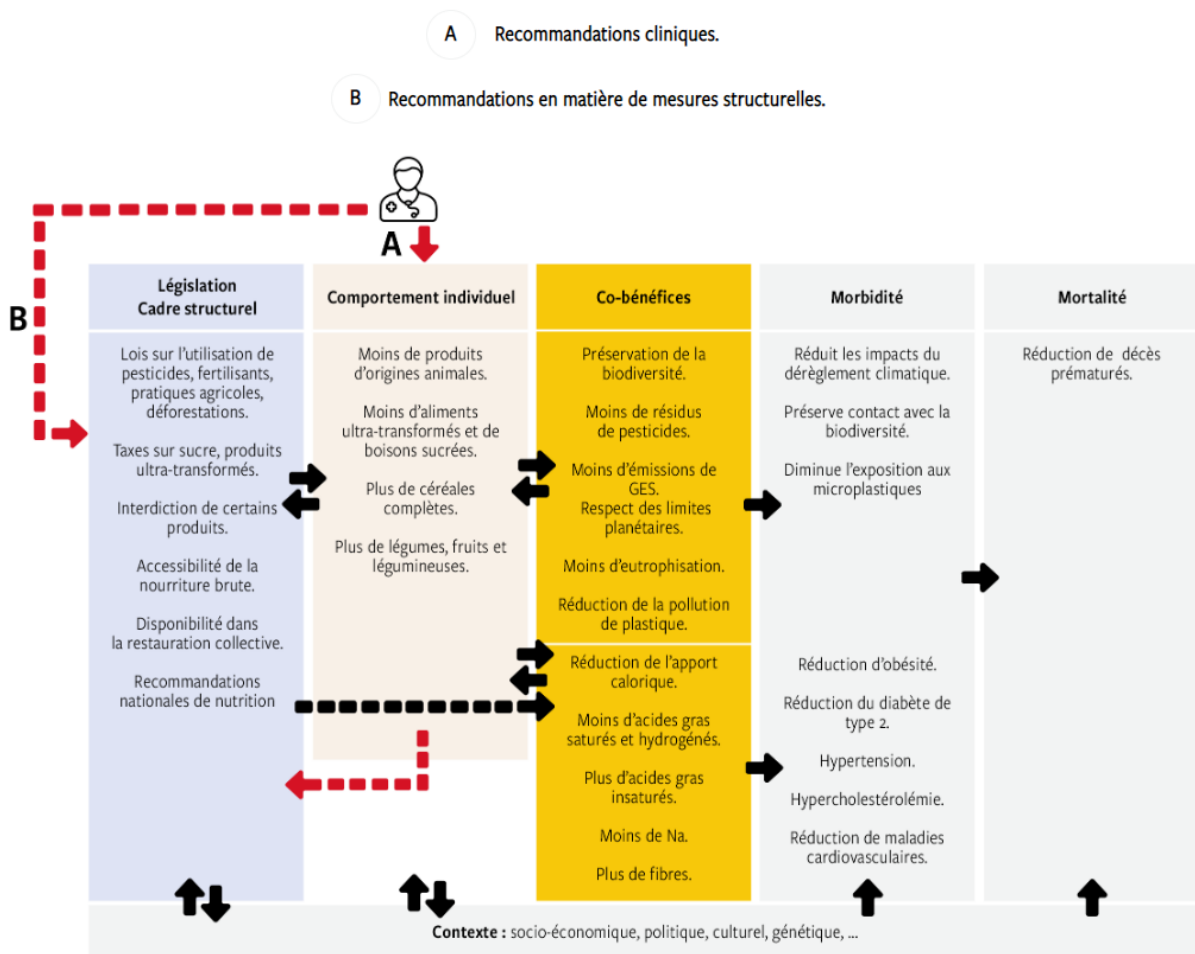 A Recommandations cliniques.
B Recommandations en matière de mesures structurelles.
A
B
Législation
Cadre structurel
Lois sur l'utilisation de
pesticides, fertilisants,
pratiques agricoles,
déforestations.
Taxes sur sucre, produits
ultra-transformés.
Interdiction de certains
produits.
Accessibilité de la
nourriture brute.
Disponibilité dans
la restauration collective.
Recommandations
nationales de nutrition
Comportement individuel
Moins de produits
d'origines animales.
Moins d'aliments
ultra-transformés et de
boisons sucrées.
Plus de céréales
complètes.
Plus de légumes, fruits et
légumineuses.
Co-bénéfices
Préservation de la
biodiversité.
Moins de résidus
de pesticides.
Moins d'émissions de
GES.
Respect des limites
planétaires.
Moins d'eutrophisation.
Réduction de la pollution
de plastique.
Réduction de l'apport
calorique.
Moins d'acides gras
saturés et hydrogénés.
Plus d'acides gras
insaturés.
Moins de Na.
Plus de fibres.
Morbidité
Réduit les impacts du
dérèglement climatique.
Préserve contact avec la
biodiversité.
Diminue l'exposition aux
microplastiques
Réduction d'obésité.
Réduction du diabète de
type 2.
Hypertension.
Hypercholestérolémie.
Réduction de maladies
cardiovasculaires.
Mortalité
Réduction de décès
prématurés.
Contexte : socio-économique, politique, culturel, génétique, ...